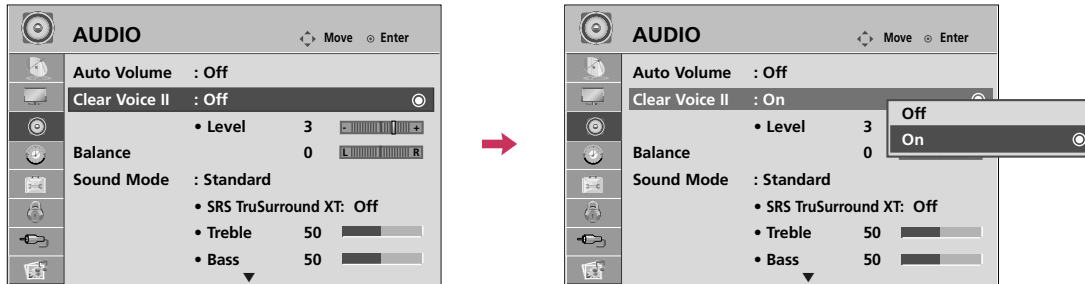 AUDIO Move Enter
Auto Volume : Off
Clear Voice II : Off
• Level 3 - +
Balance 0 L R
Sound Mode : Standard
• SRS TruSurround XT: Off
• Treble 50
• Bass 50
AUDIO Move Enter
Auto Volume : Off
Clear Voice II : On
• Level 3
Balance 0
Sound Mode : Standard
• SRS TruSurround XT: Off
• Treble 50
• Bass 50
Off
On